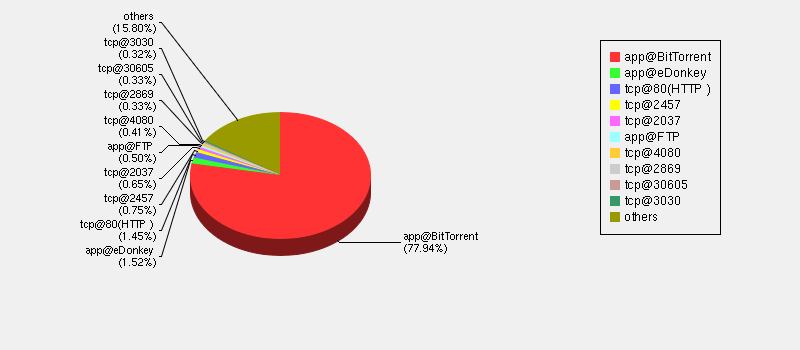 others
(15.80%)
tcp@3030
(0.32%)
tcp@30605
(0.33%)
tcp@2869
(0.33%)
tcp@4080
(0.41%)
app@FTP
(0.50%)
tcp@2037
(0.65%)
tcp@2457
(0.75%)
tcp@80(HTTP )
(1.45%)
app@eDonkey
(1.52%)
app@BitTorrent
(77.94%)
app@BitTorrent
app@eDonkey
tcp@80(HTTP )
tcp@2457
tcp@2037
app@FTP
tcp@4080
tcp@2869
tcp@30605
tcp@3030
others